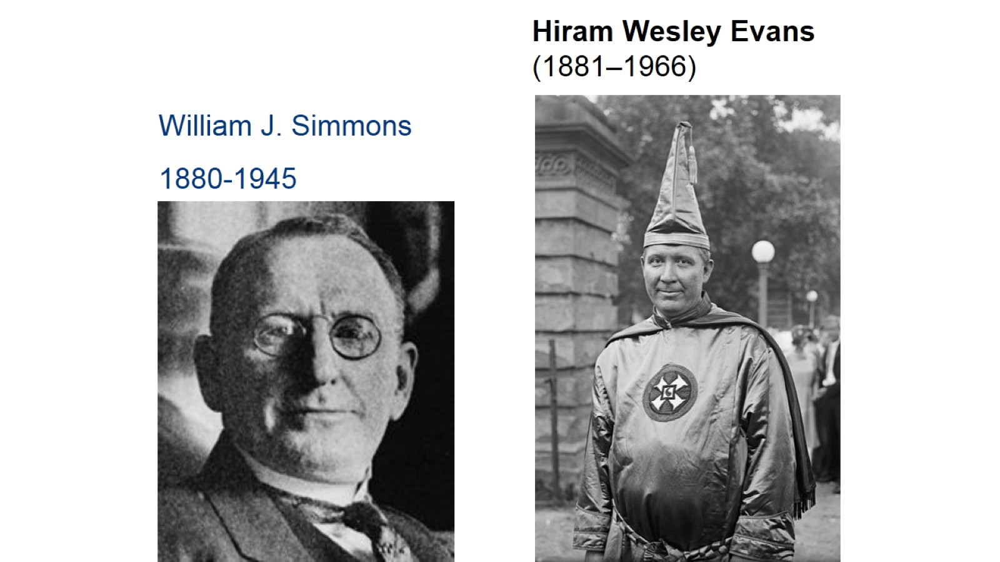 William J. Simmons
1880-1945
Hiram Wesley Evans
(1881–1966)